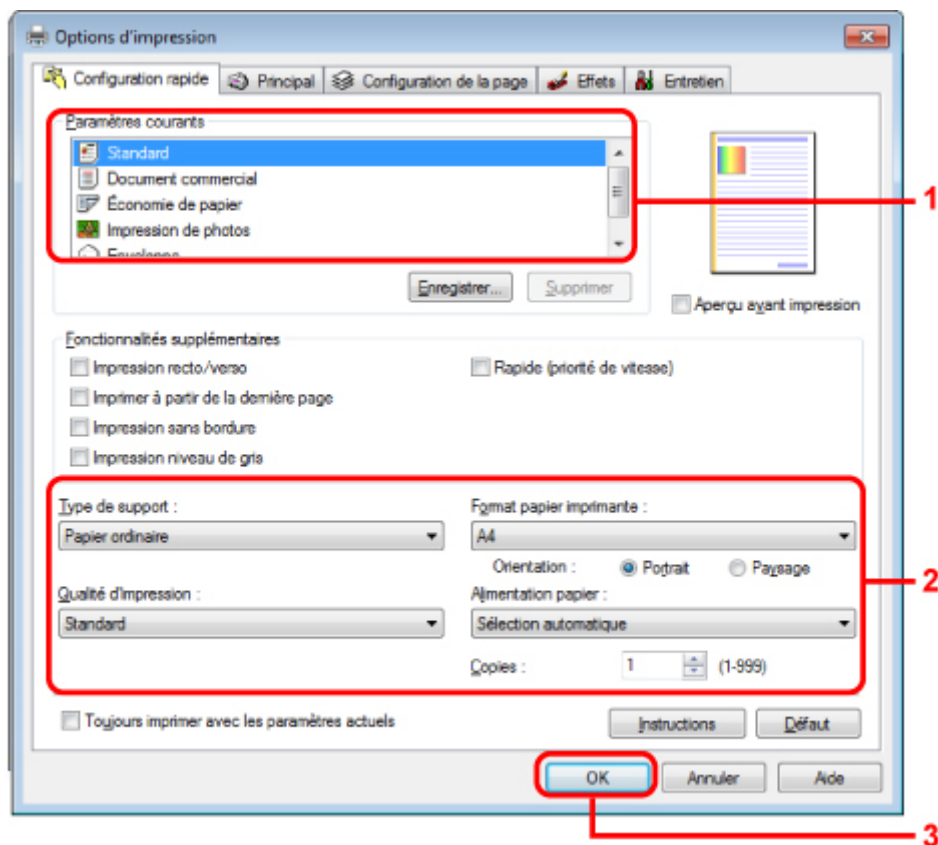 Options d'impression
Configuration rapide Principal Configuration de la page Effets Entretien
Paramètres courants
Standard
Document commercial
Économie de papier
Impression de photos
1
Enregistrer... Supprimer
Aperçu avant impression
Fonctionnalités supplémentaires
Impression recto/verso Rapide (priorité de vitesse)
Imprimer à partir de la dernière page
Impression sans bordure
Impression niveau de gris
Type de support : Format papier imprimante :
Papier ordinaire A4
Orientation : Portrait Paysage
2
Qualité d'impression : Alimentation papier :
Standard Sélection automatique
Copies : 1 (1-999)
Toujours imprimer avec les paramètres actuels Instructions Défaut
OK Annuler Aide
3